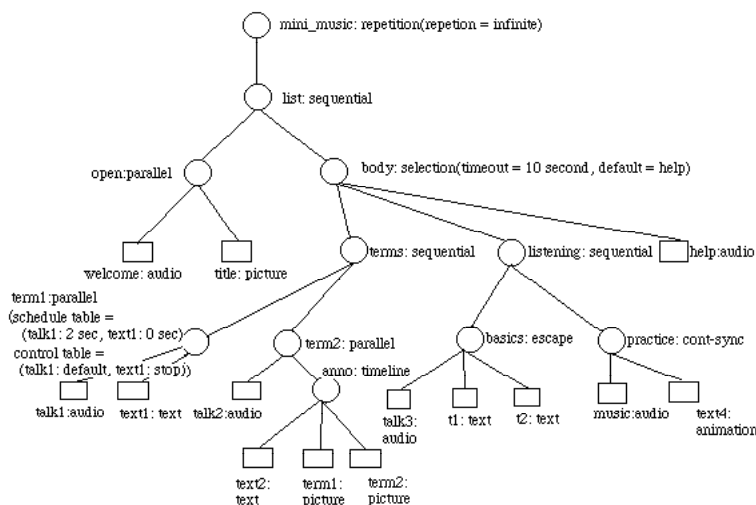 mini_music: repetition(repetion = infinite)
list: sequential
open:parallel
body: selection(timeout = 10 second, default = help)
welcome: audio
title: picture
terms: sequential
listening: sequential
help:audio
term1:parallel
(schedule table =
(talk1: 2 sec, text1: 0 sec)
control table =
(talk1: default, text1: stop))
term2: parallel
basics: escape
practice: cont-sync
anno: timeline
talk1:audio
text1: text
talk2:audio
talk3:
audio
t1: text
t2: text
music:audio
text4:
animation
text2:
text
term1:
picture
term2:
picture